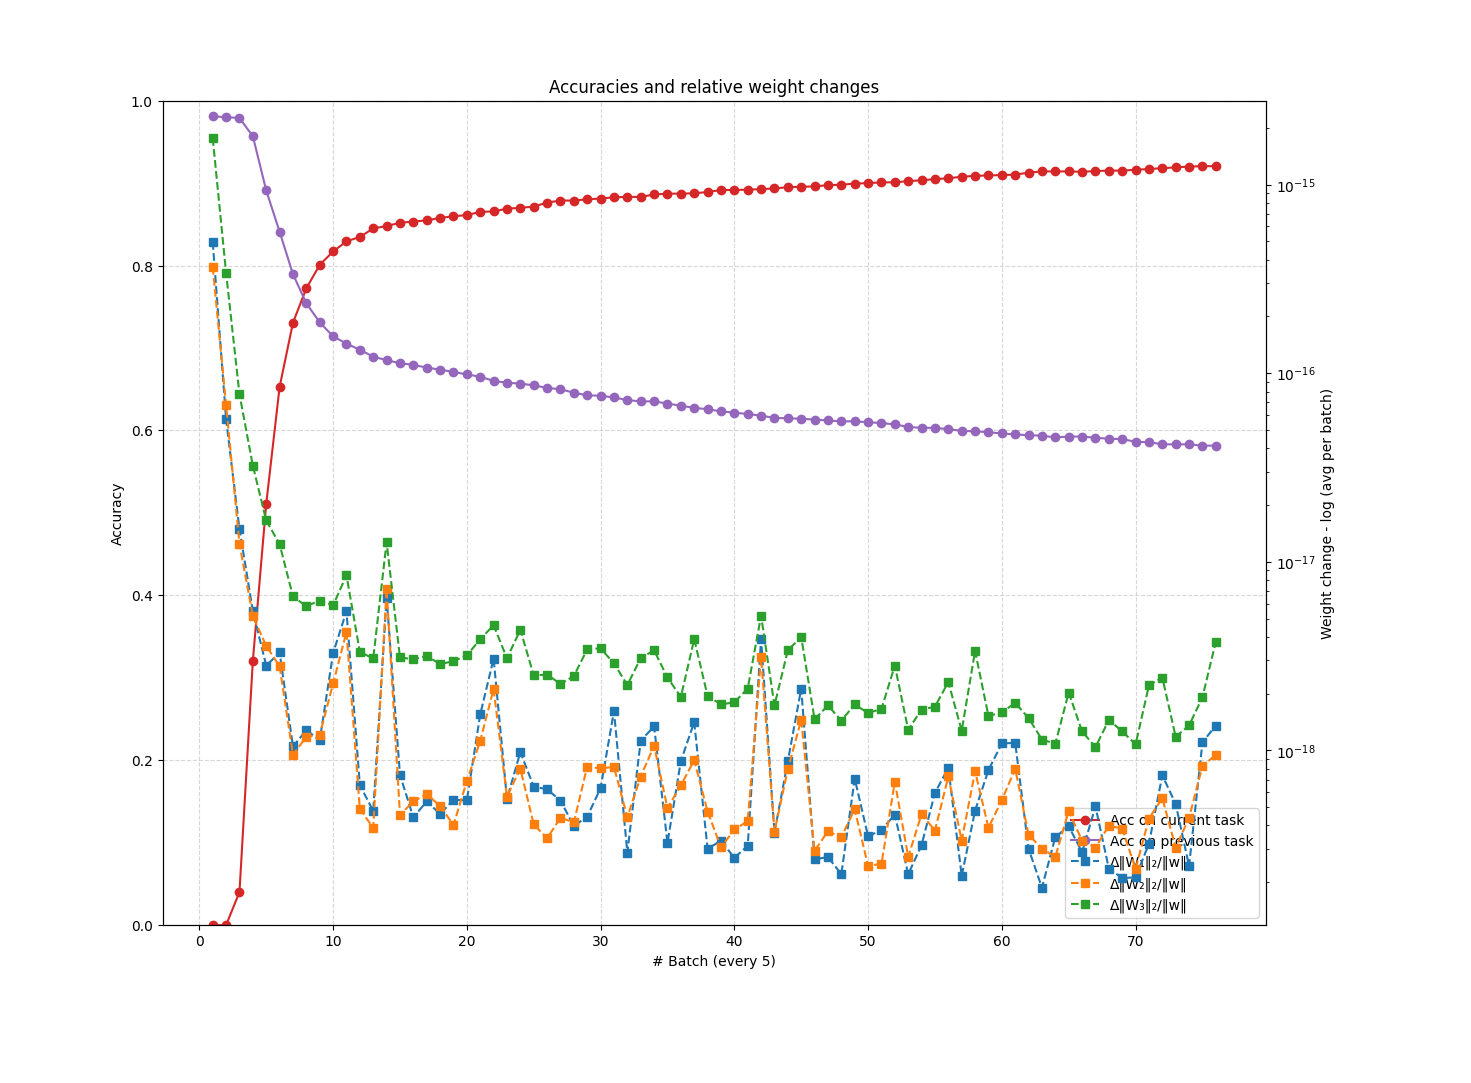 Accuracies and relative weight changes
1.0
0.8
0.6
0.4
0.2
0.0
Accuracy
10⁻¹⁵
10⁻¹⁶
10⁻¹⁷
10⁻¹⁸
Weight change - log (avg per batch)
Acc on current task
Acc on previous task
Δ‖W₁‖₂/‖w‖
Δ‖W₂‖₂/‖w‖
Δ‖W₃‖₂/‖w‖
0 10 20 30 40 50 60 70
# Batch (every 5)